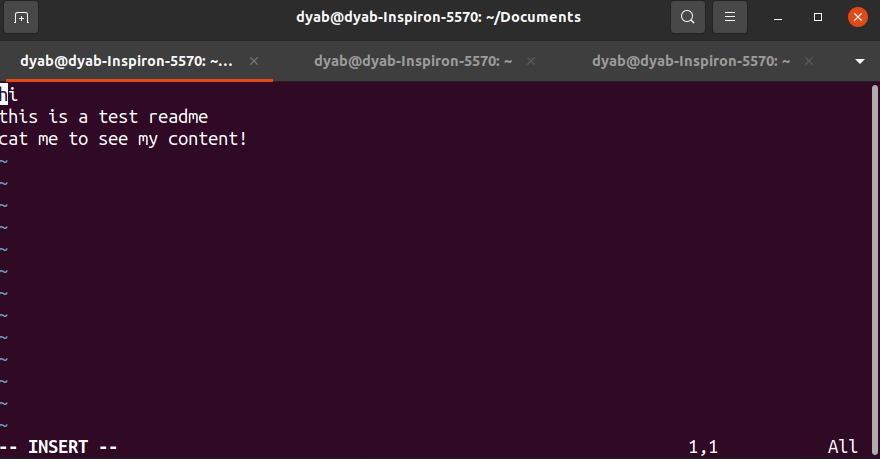 dyab@dyab-Inspiron-5570: ~/Documents
dyab@dyab-Inspiron-5570: ~… dyab@dyab-Inspiron-5570: ~ dyab@dyab-Inspiron-5570: ~
hi
this is a test readme
cat me to see my content!
~
~
~
~
~
~
~
~
~
~
~
~
~
-- INSERT -- 1,1 All